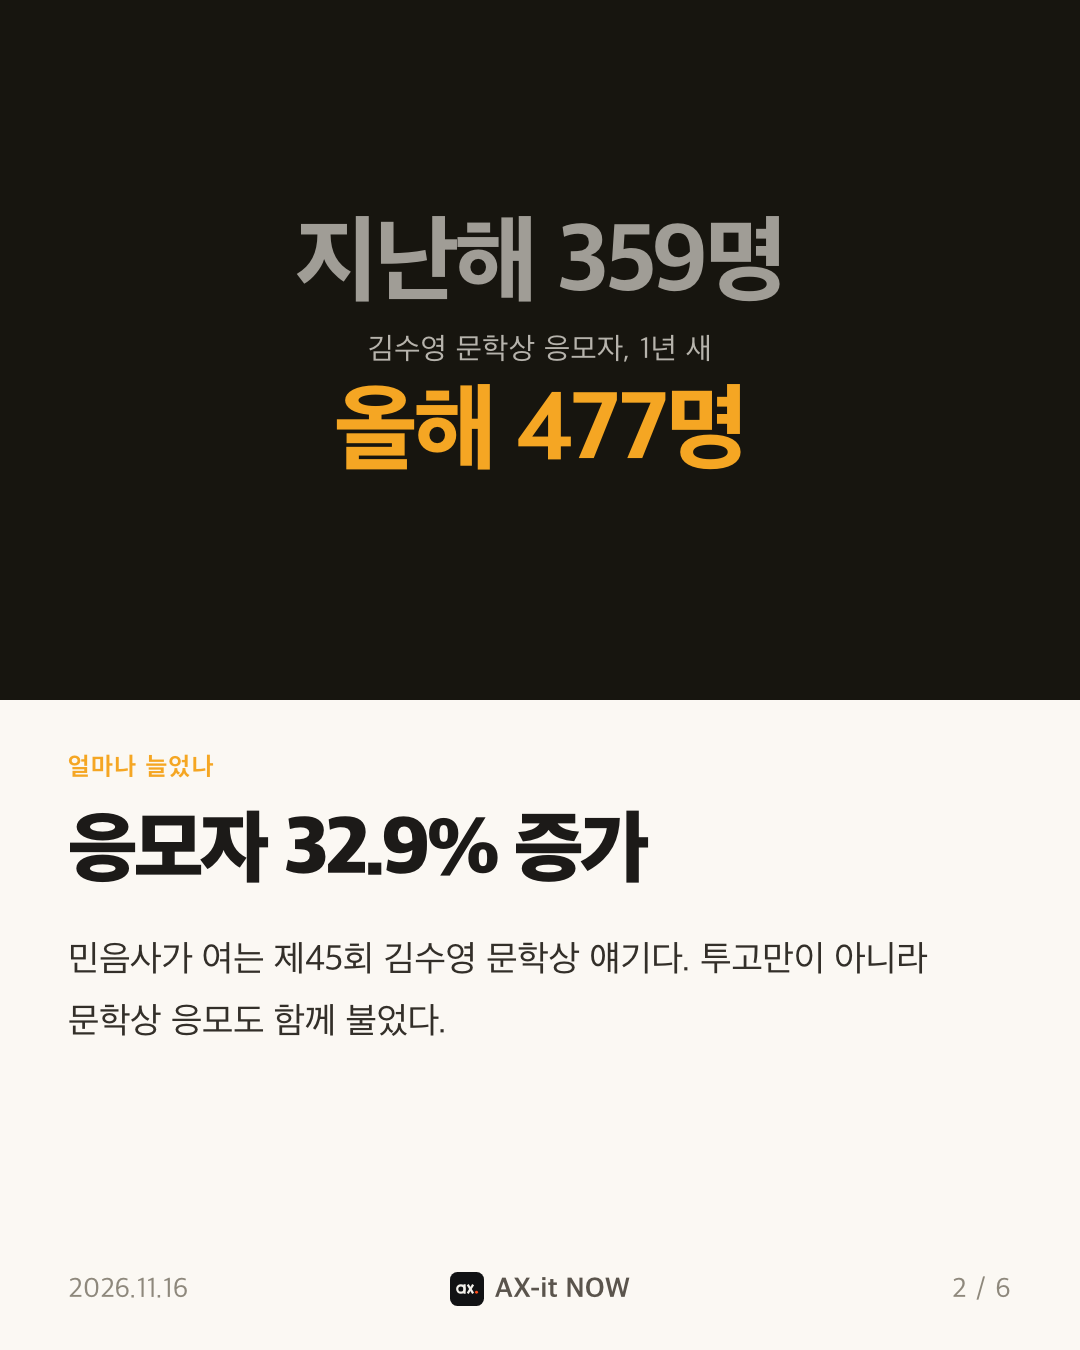 지난해 359명
김수영 문학상 응모자, 1년 새
올해 477명
얼마나 늘었나
응모자 32.9% 증가
민음사가 여는 제45회 김수영 문학상 얘기다. 투고만이 아니라
문학상 응모도 함께 불었다.
2026.11.16
ax. AX-it NOW
2 / 6